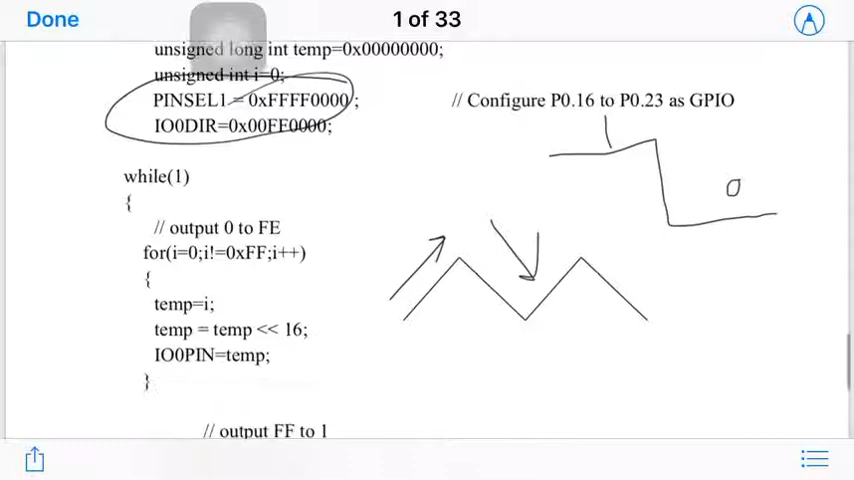 Done
1 of 33
unsigned long int temp=0x00000000;
unsigned int i=0;
PINSEL1 = 0xFFFF0000 ; // Configure P0.16 to P0.23 as GPIO
IO0DIR=0x00FF0000;
while(1)
{
// output 0 to FE
for(i=0;i!=0xFF;i++)
{
temp=i;
temp = temp << 16;
IO0PIN=temp;
}
// output FF to 1
0